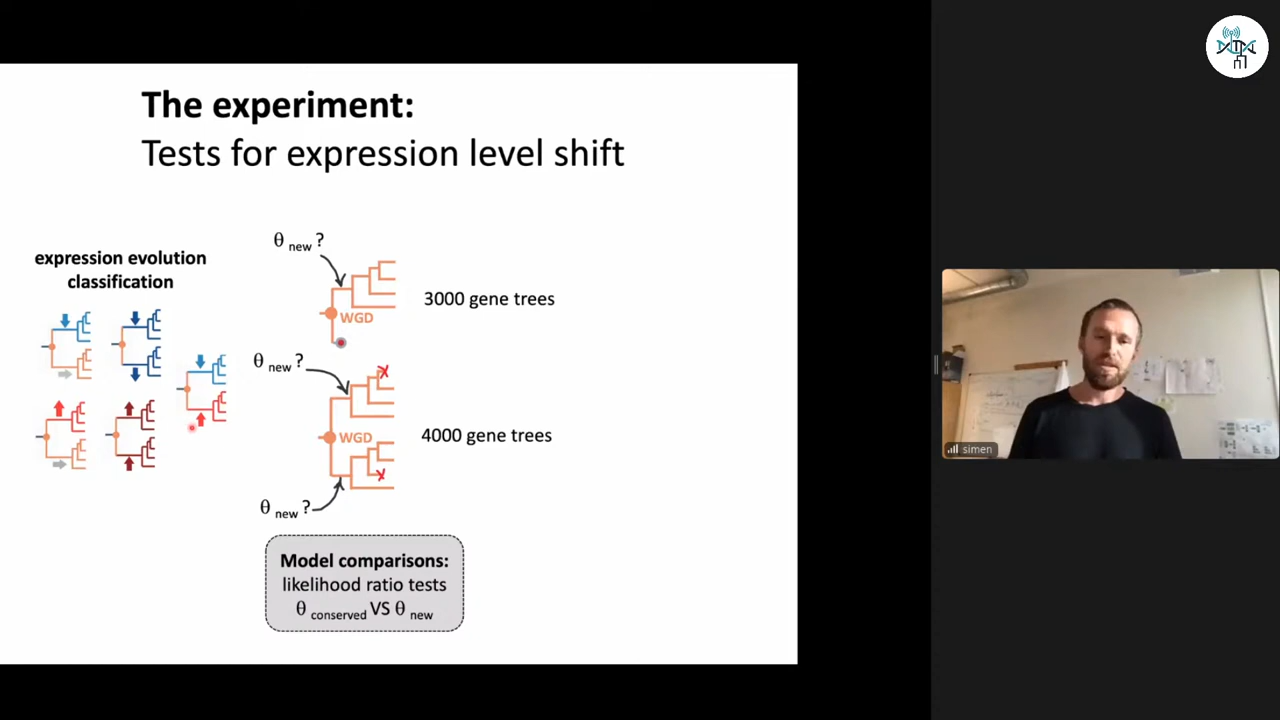 The experiment:
Tests for expression level shift
expression evolution
classification
θ new ?
WGD
3000 gene trees
θ new ?
WGD
4000 gene trees
θ new ?
Model comparisons:
likelihood ratio tests
θ conserved VS θ new
simen